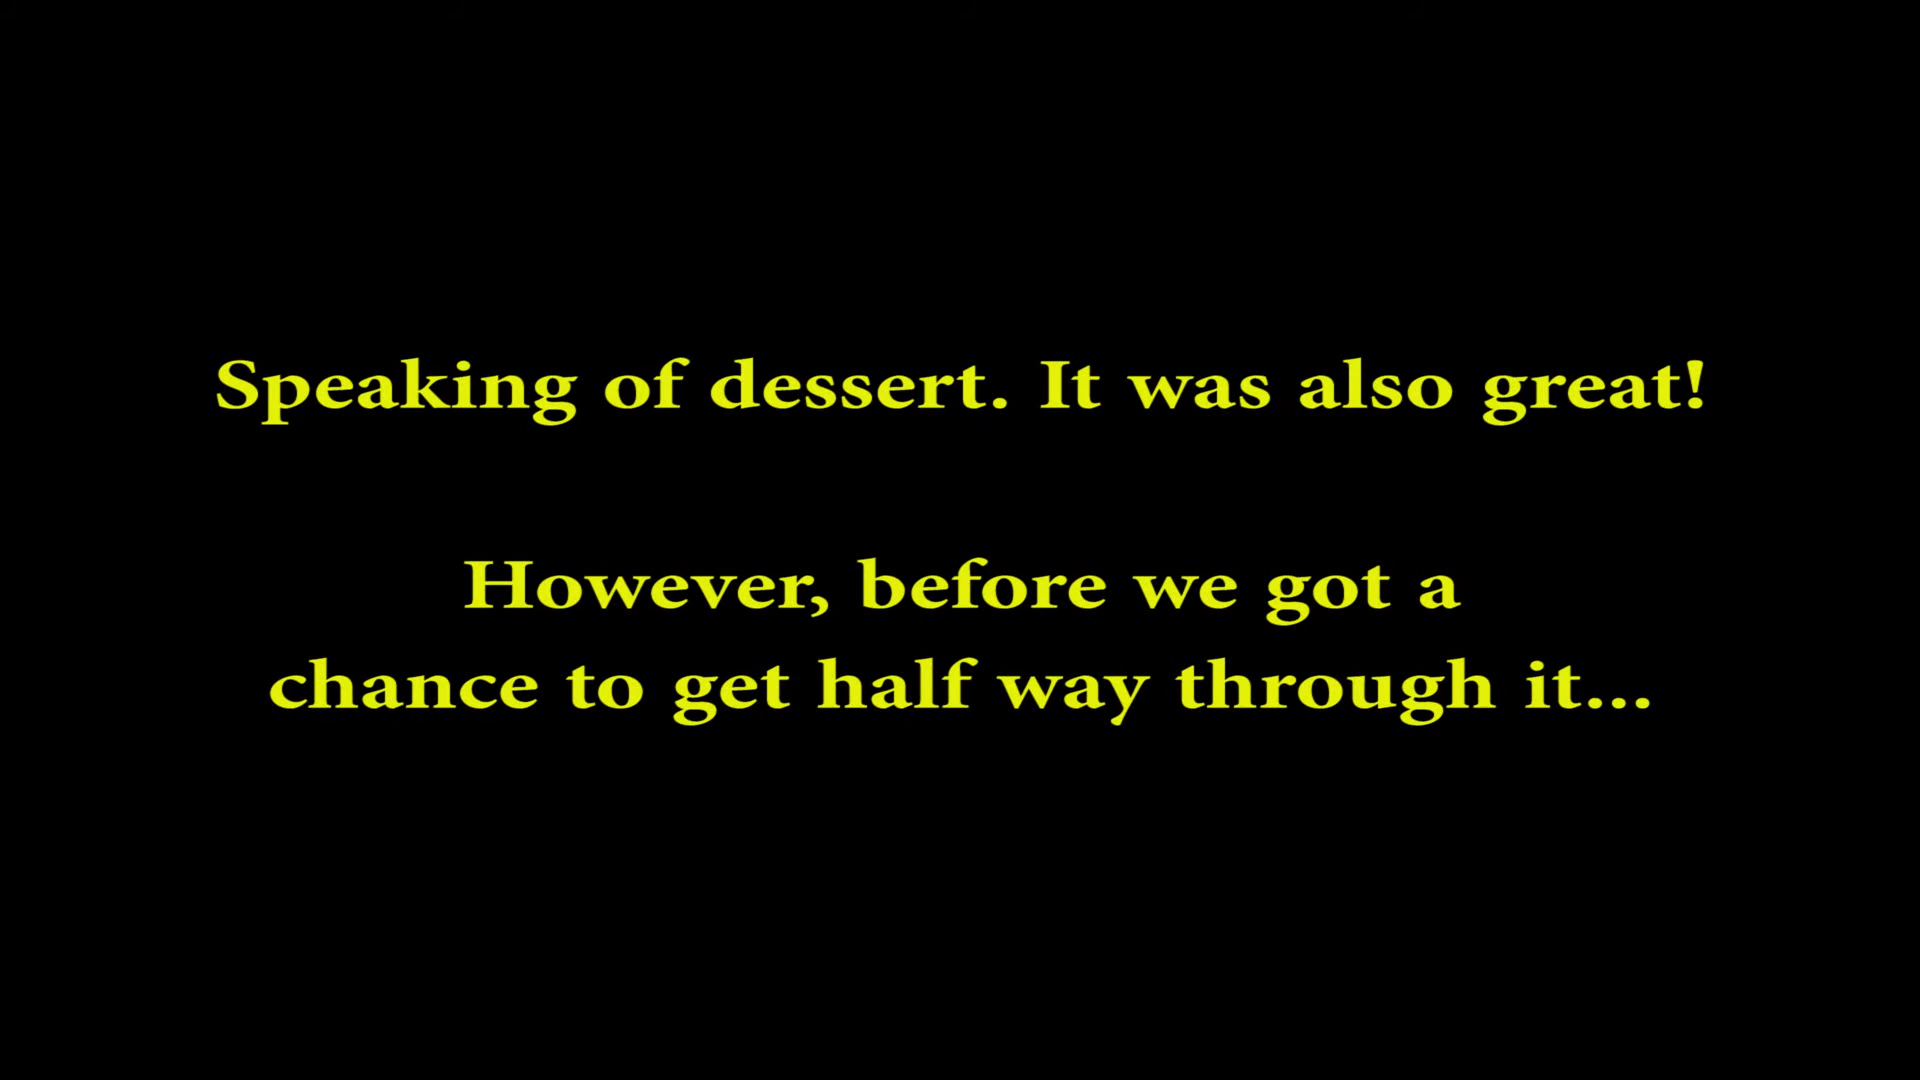 Speaking of dessert. It was also great!
However, before we got a
chance to get half way through it...